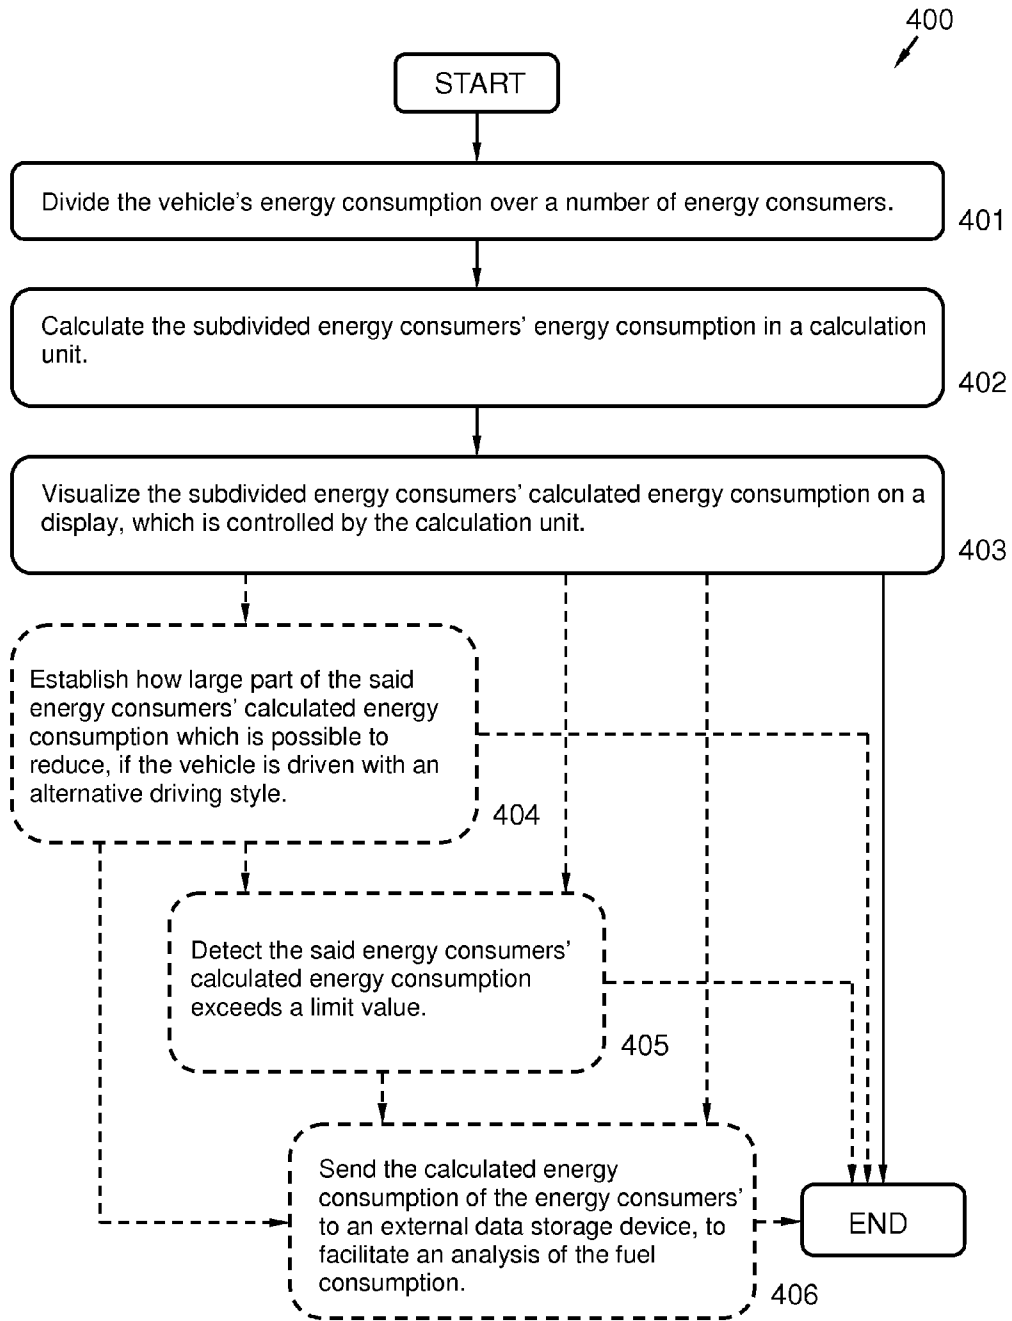 400
START
Divide the vehicle's energy consumption over a number of energy consumers.
401
Calculate the subdivided energy consumers' energy consumption in a calculation
unit.
402
Visualize the subdivided energy consumers' calculated energy consumption on a
display, which is controlled by the calculation unit.
403
Establish how large part of the said
energy consumers' calculated energy
consumption which is possible to
reduce, if the vehicle is driven with an
alternative driving style.
404
Detect the said energy consumers'
calculated energy consumption
exceeds a limit value.
405
Send the calculated energy
consumption of the energy consumers'
to an external data storage device, to
facilitate an analysis of the fuel
consumption.
406
END